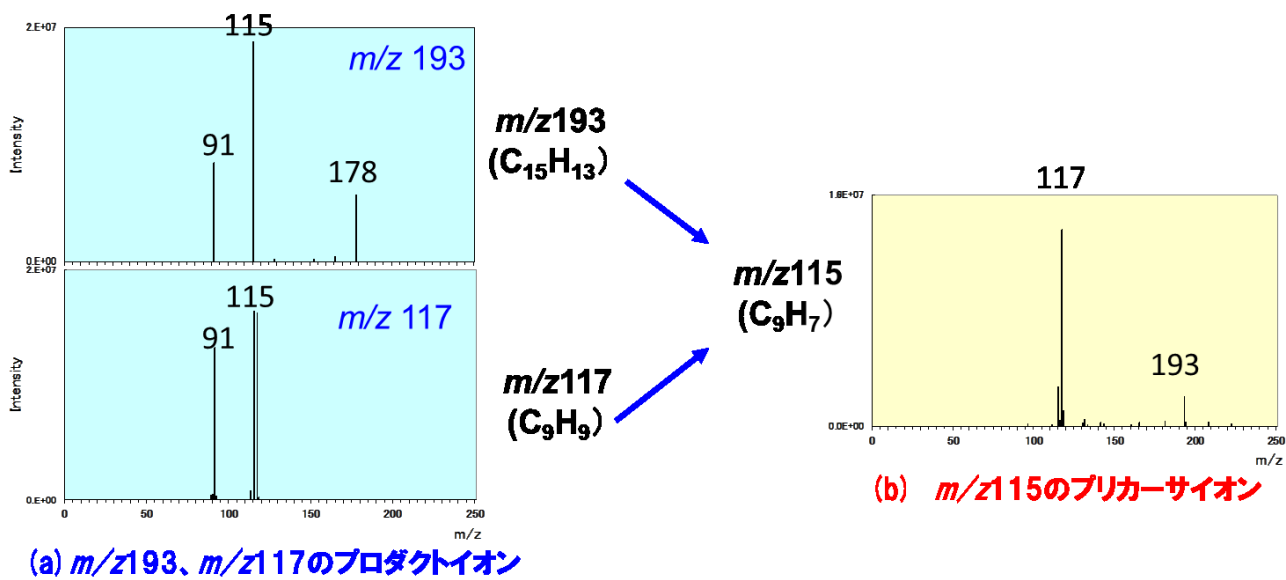 2.E+07
115
m/z 193
91
178
Intensity
0.E+00
2.E+07
115
m/z 117
91
Intensity
0.E+00
0 50 100 150 200 250
m/z
(a) m/z193、m/z117のプロダクトイオン
m/z193
(C₁₅H₁₃)
m/z117
(C₉H₉)
m/z115
(C₉H₇)
117
193
0.0E+00
0 50 100 150 200 250
m/z
(b) m/z115のプリカーサイオン